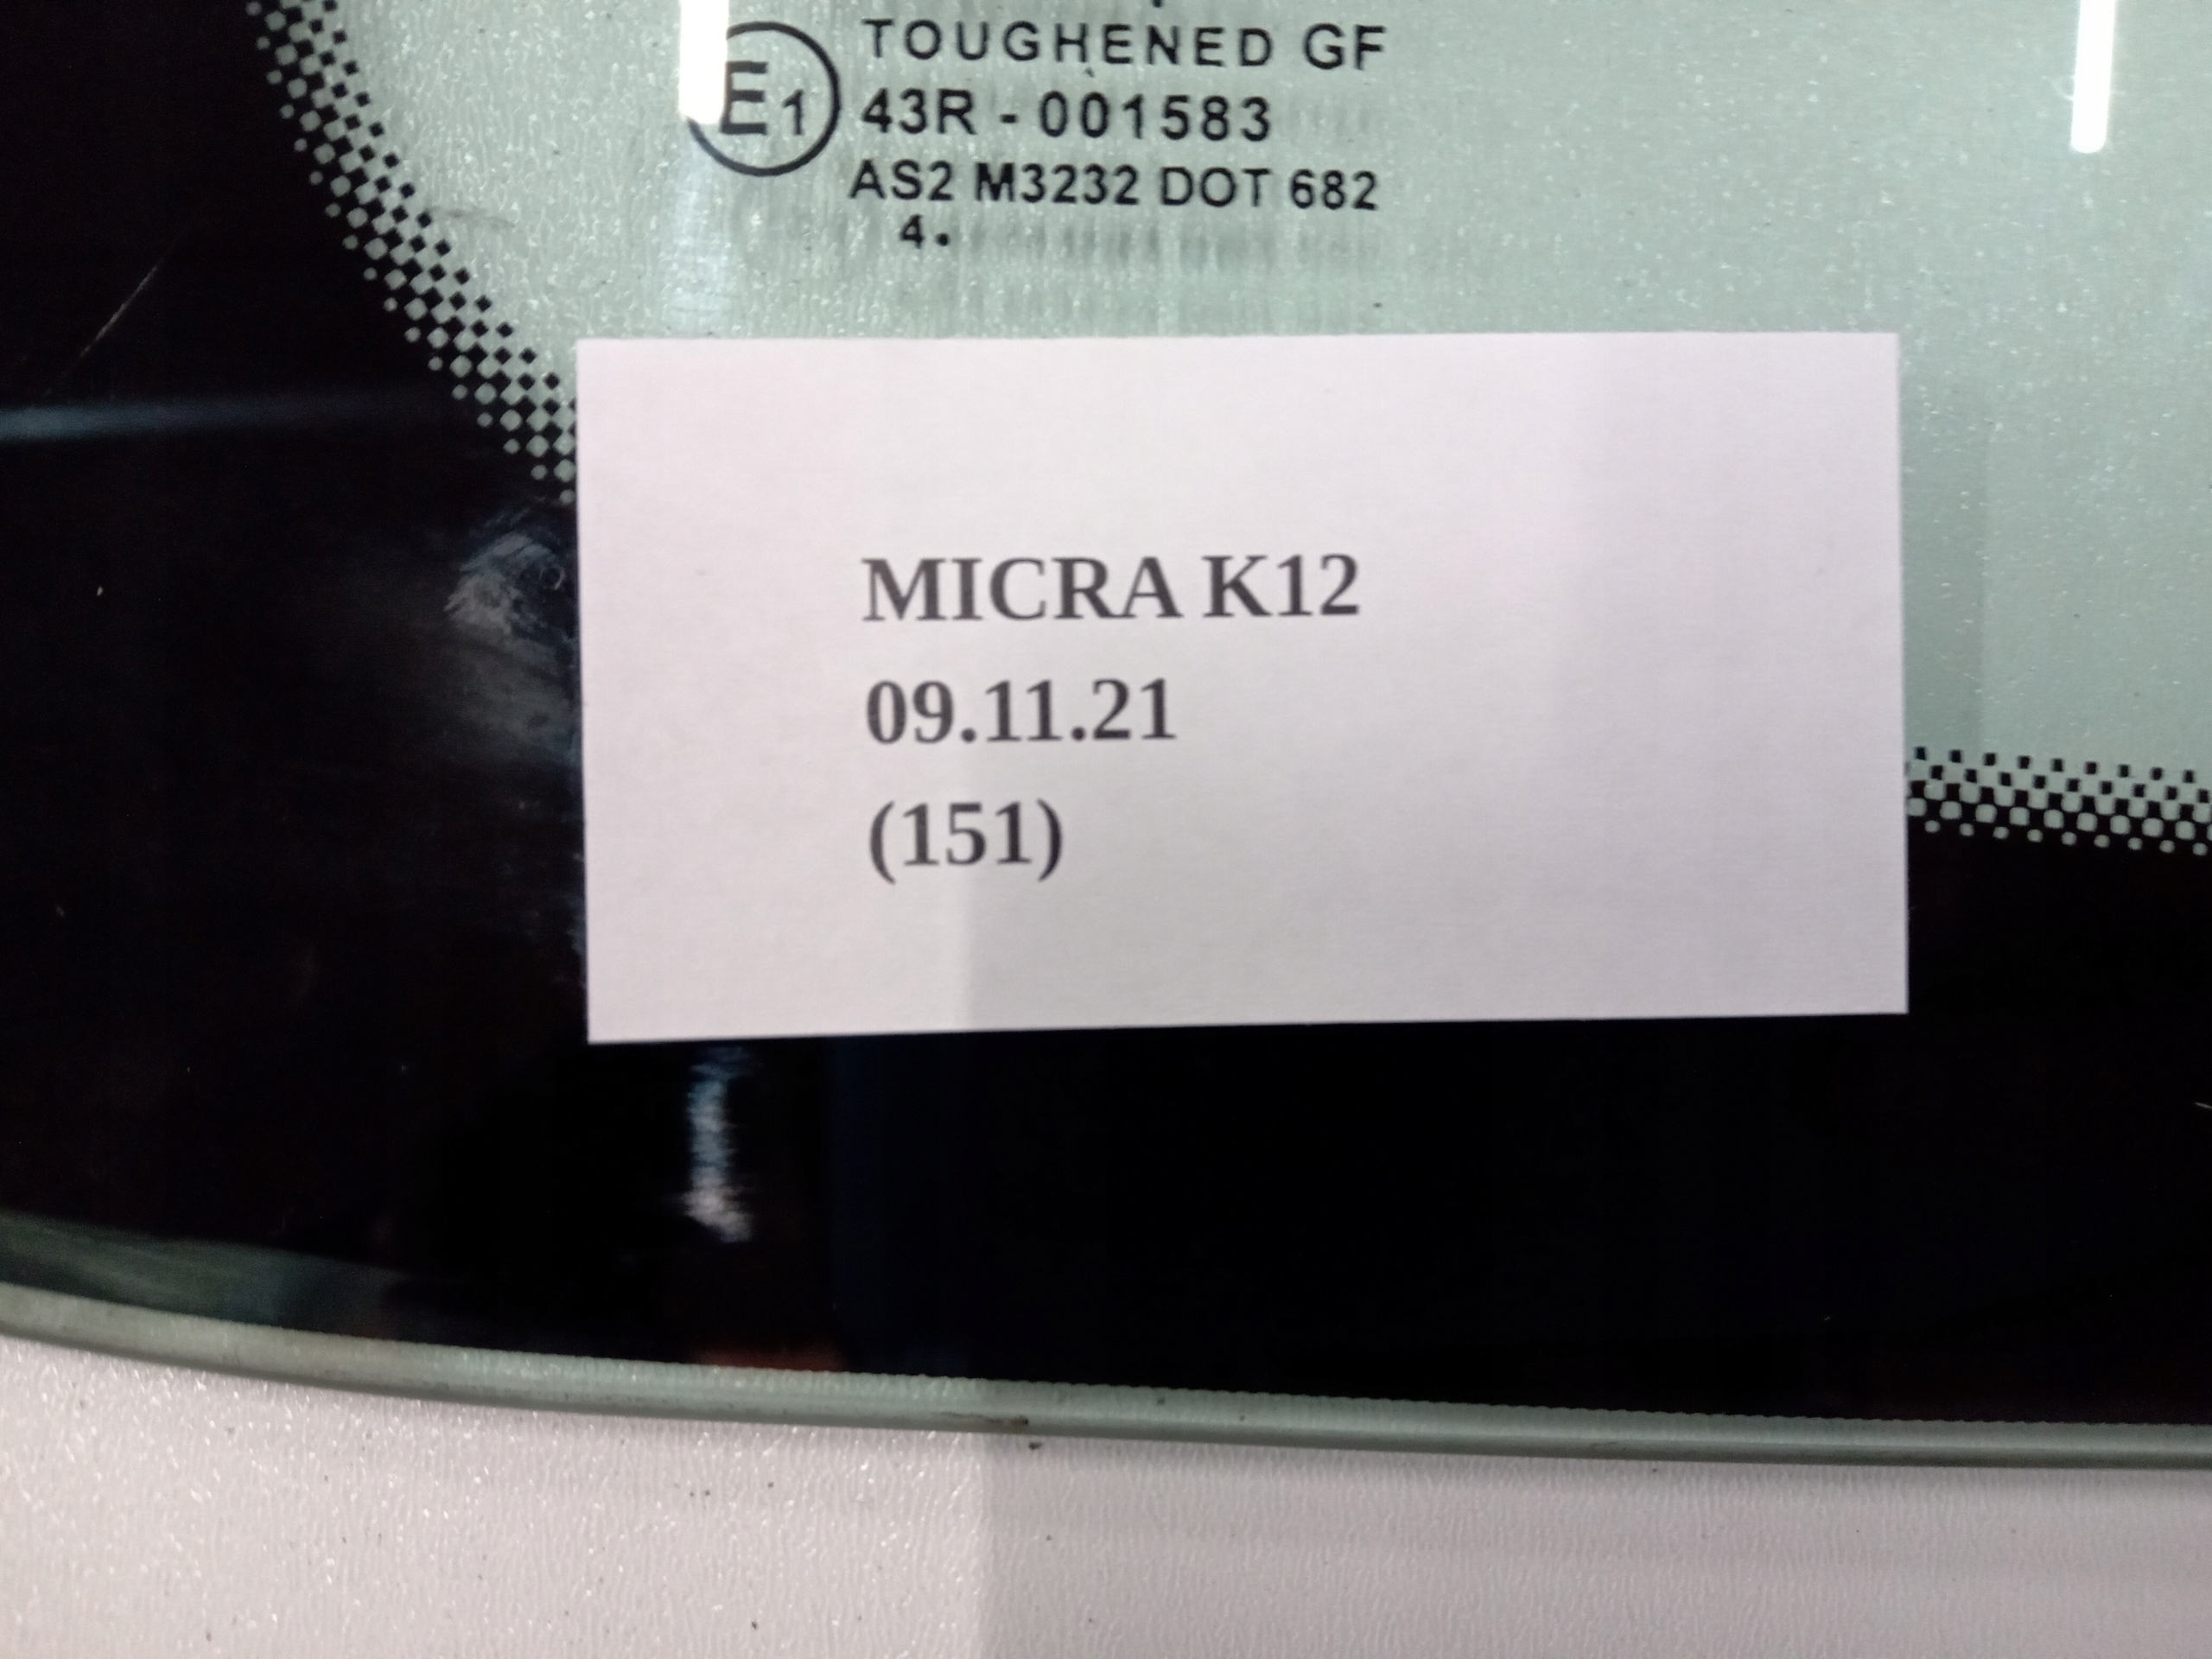 TOUGHENED GF
E1 43R - 001583
AS2 M3232 DOT 682
4.
MICRA K12
09.11.21
(151)